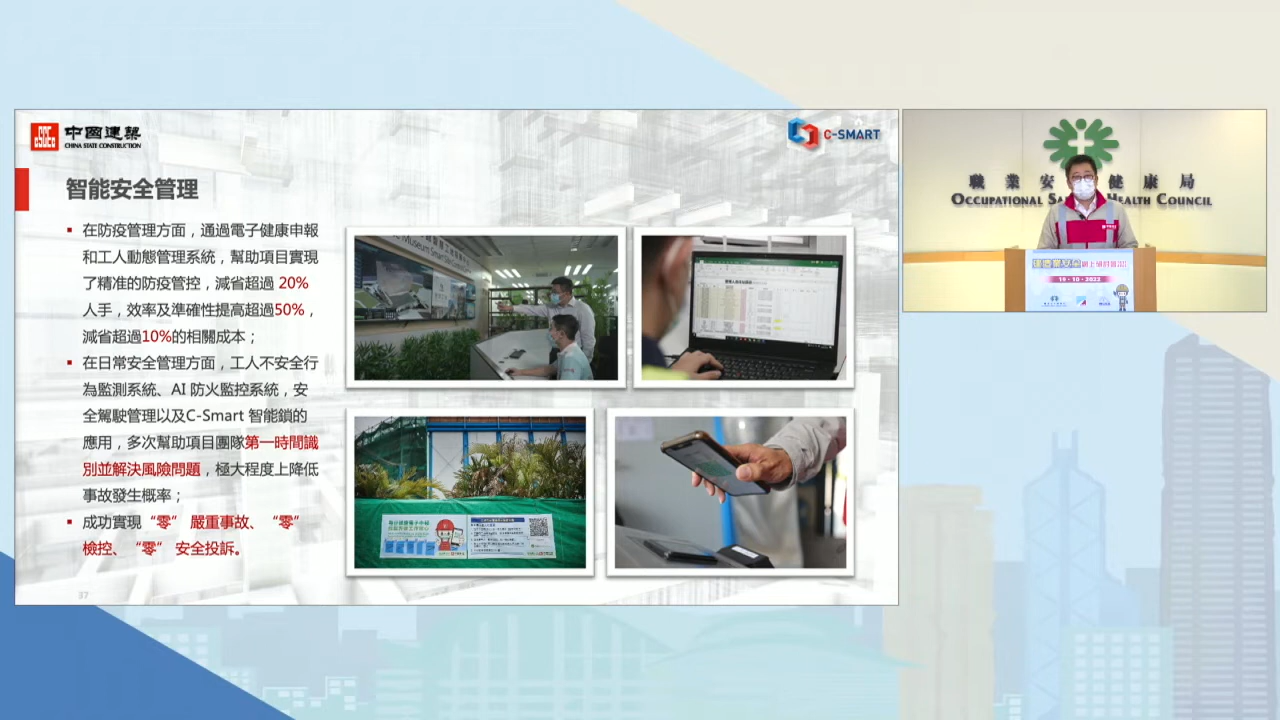 中國建築
CHINA STATE CONSTRUCTION
C-SMART
智能安全管理
▪ 在防疫管理方面，通過電子健康申報
和工人動態管理系統，幫助項目實現
了精准的防疫管控，減省超過 20%
人手，效率及準確性提高超過50%，
減省超過10%的相關成本；
▪ 在日常安全管理方面，工人不安全行
為監測系統、AI 防火監控系統，安
全駕駛管理以及C-Smart 智能鎖的
應用，多次幫助項目團隊第一時間識
別並解決風險問題，極大程度上降低
事故發生概率；
▪ 成功實現“零” 嚴重事故、“零”
檢控、“零” 安全投訴。
37
職業安 健康局
OCCUPATIONAL HEALTH COUNCIL
19 · 10 · 2022